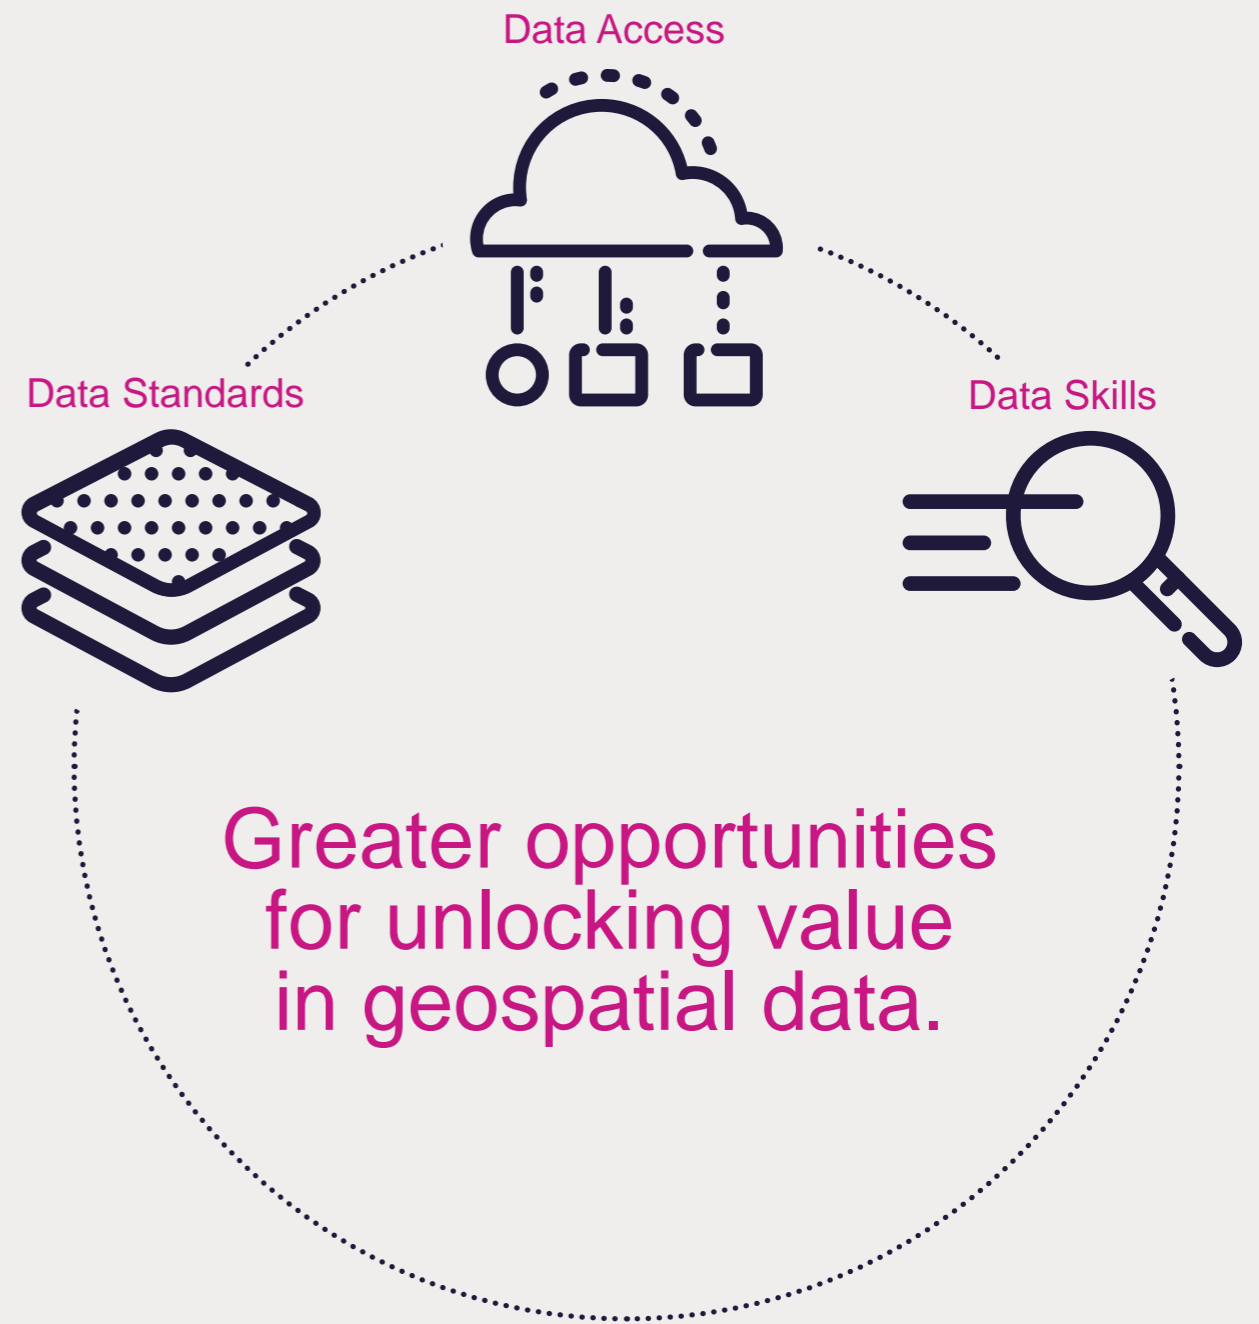 Data Access
Data Standards
Data Skills
Greater opportunities
for unlocking value
in geospatial data.